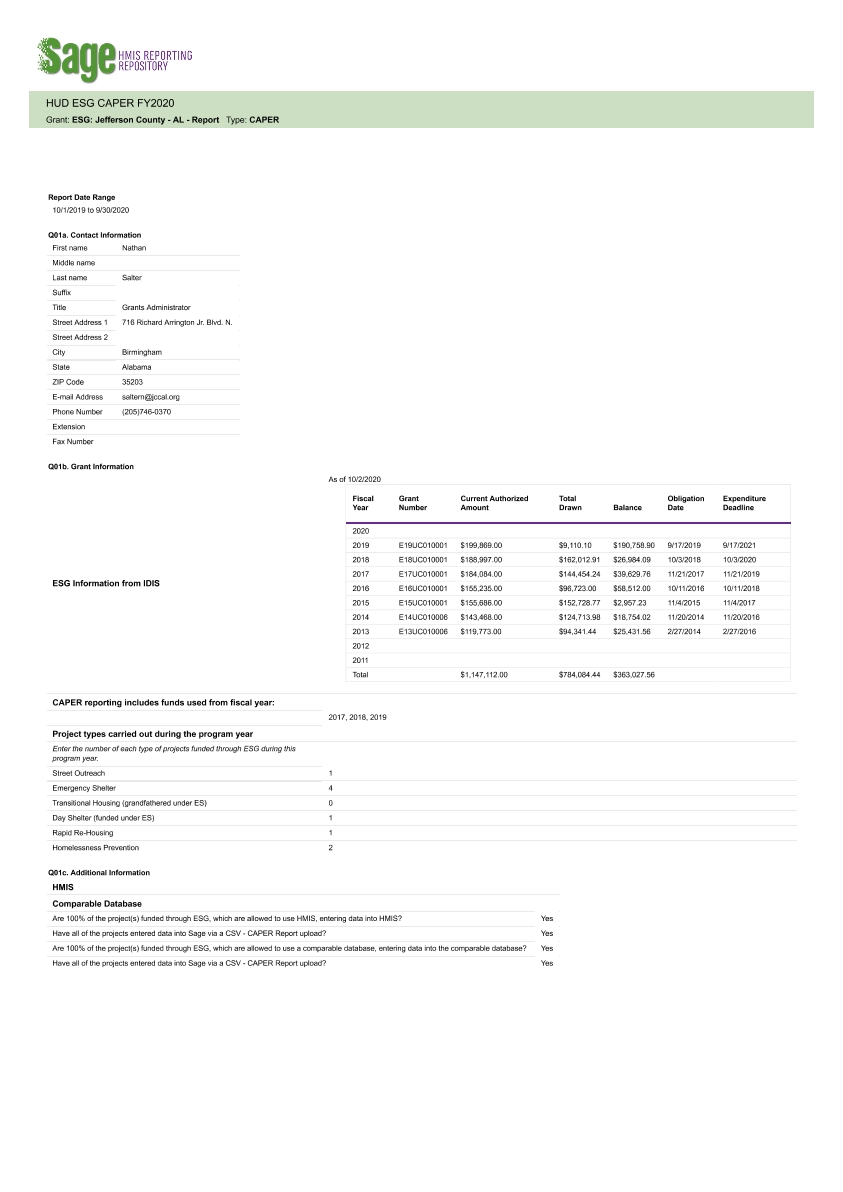 Sage HMIS REPORTING
REPOSITORY
HUD ESG CAPER FY2020
Grant: ESG: Jefferson County - AL - Report Type: CAPER
Report Date Range
10/1/2019 to 9/30/2020
Q01a. Contact Information
First name Nathan
Middle name
Last name Salter
Suffix
Title Grants Administrator
Street Address 1 716 Richard Arrington Jr. Blvd. N.
Street Address 2
City Birmingham
State Alabama
ZIP Code 35203
E-mail Address saltern@jccal.org
Phone Number (205)746-0370
Extension
Fax Number
Q01b. Grant Information
As of 10/2/2020
Fiscal Year Grant Number Current Authorized Amount Total Drawn Balance Obligation Date Expenditure Deadline
2020
2019 E19UC010001 $199,869.00 $9,110.10 $190,758.90 9/17/2019 9/17/2021
2018 E18UC010001 $188,997.00 $162,012.91 $26,984.09 10/3/2018 10/3/2020
2017 E17UC010001 $184,084.00 $144,454.24 $39,629.76 11/21/2017 11/21/2019
ESG Information from IDIS
2016 E16UC010001 $155,235.00 $96,723.00 $58,512.00 10/11/2016 10/11/2018
2015 E15UC010001 $155,686.00 $152,728.77 $2,957.23 11/4/2015 11/4/2017
2014 E14UC010006 $143,468.00 $124,713.98 $18,754.02 11/20/2014 11/20/2016
2013 E13UC010006 $119,773.00 $94,341.44 $25,431.56 2/27/2014 2/27/2016
2012
2011
Total $1,147,112.00 $784,084.44 $363,027.56
CAPER reporting includes funds used from fiscal year:
2017, 2018, 2019
Project types carried out during the program year
Enter the number of each type of projects funded through ESG during this
program year.
Street Outreach 1
Emergency Shelter 4
Transitional Housing (grandfathered under ES) 0
Day Shelter (funded under ES) 1
Rapid Re-Housing 1
Homelessness Prevention 2
Q01c. Additional Information
HMIS
Comparable Database
Are 100% of the project(s) funded through ESG, which are allowed to use HMIS, entering data into HMIS? Yes
Have all of the projects entered data into Sage via a CSV - CAPER Report upload? Yes
Are 100% of the project(s) funded through ESG, which are allowed to use a comparable database, entering data into the comparable database? Yes
Have all of the projects entered data into Sage via a CSV - CAPER Report upload? Yes